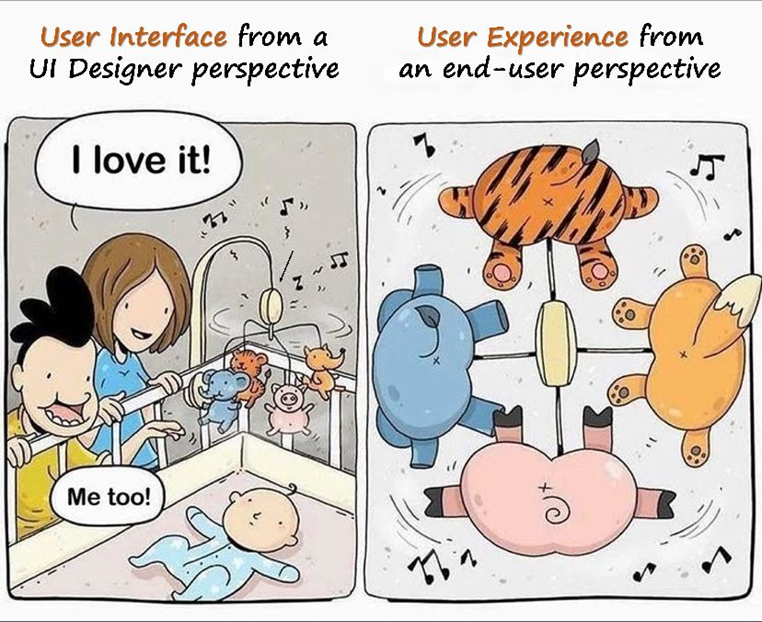 User Interface from a
UI Designer perspective
User Experience from
an end-user perspective
I love it!
Me too!